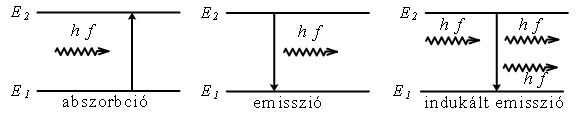 E2
h f
E1
abszorbció
E2
h f
E1
emisszió
E2
h f
h f
h f
E1
indukált emisszió